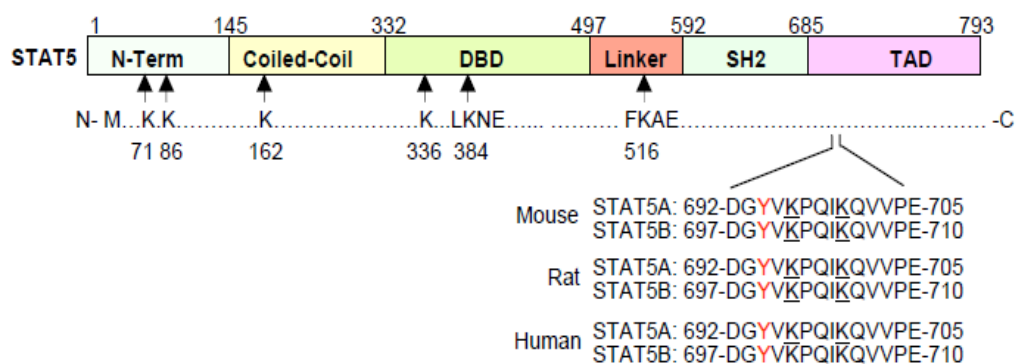 1 145 332 497 592 685 793
STAT5 N-Term Coiled-Coil DBD Linker SH2 TAD
N- M...K.K..............K........................K...LKNE...... .............FKAE.................................................. -C
71 86 162 336 384 516
Mouse STAT5A: 692-DGYVKPQIKQVVPE-705
STAT5B: 697-DGYVKPQIKQVVPE-710
Rat STAT5A: 692-DGYVKPQIKQVVPE-705
STAT5B: 697-DGYVKPQIKQVVPE-710
Human STAT5A: 692-DGYVKPQIKQVVPE-705
STAT5B: 697-DGYVKPQIKQVVPE-710